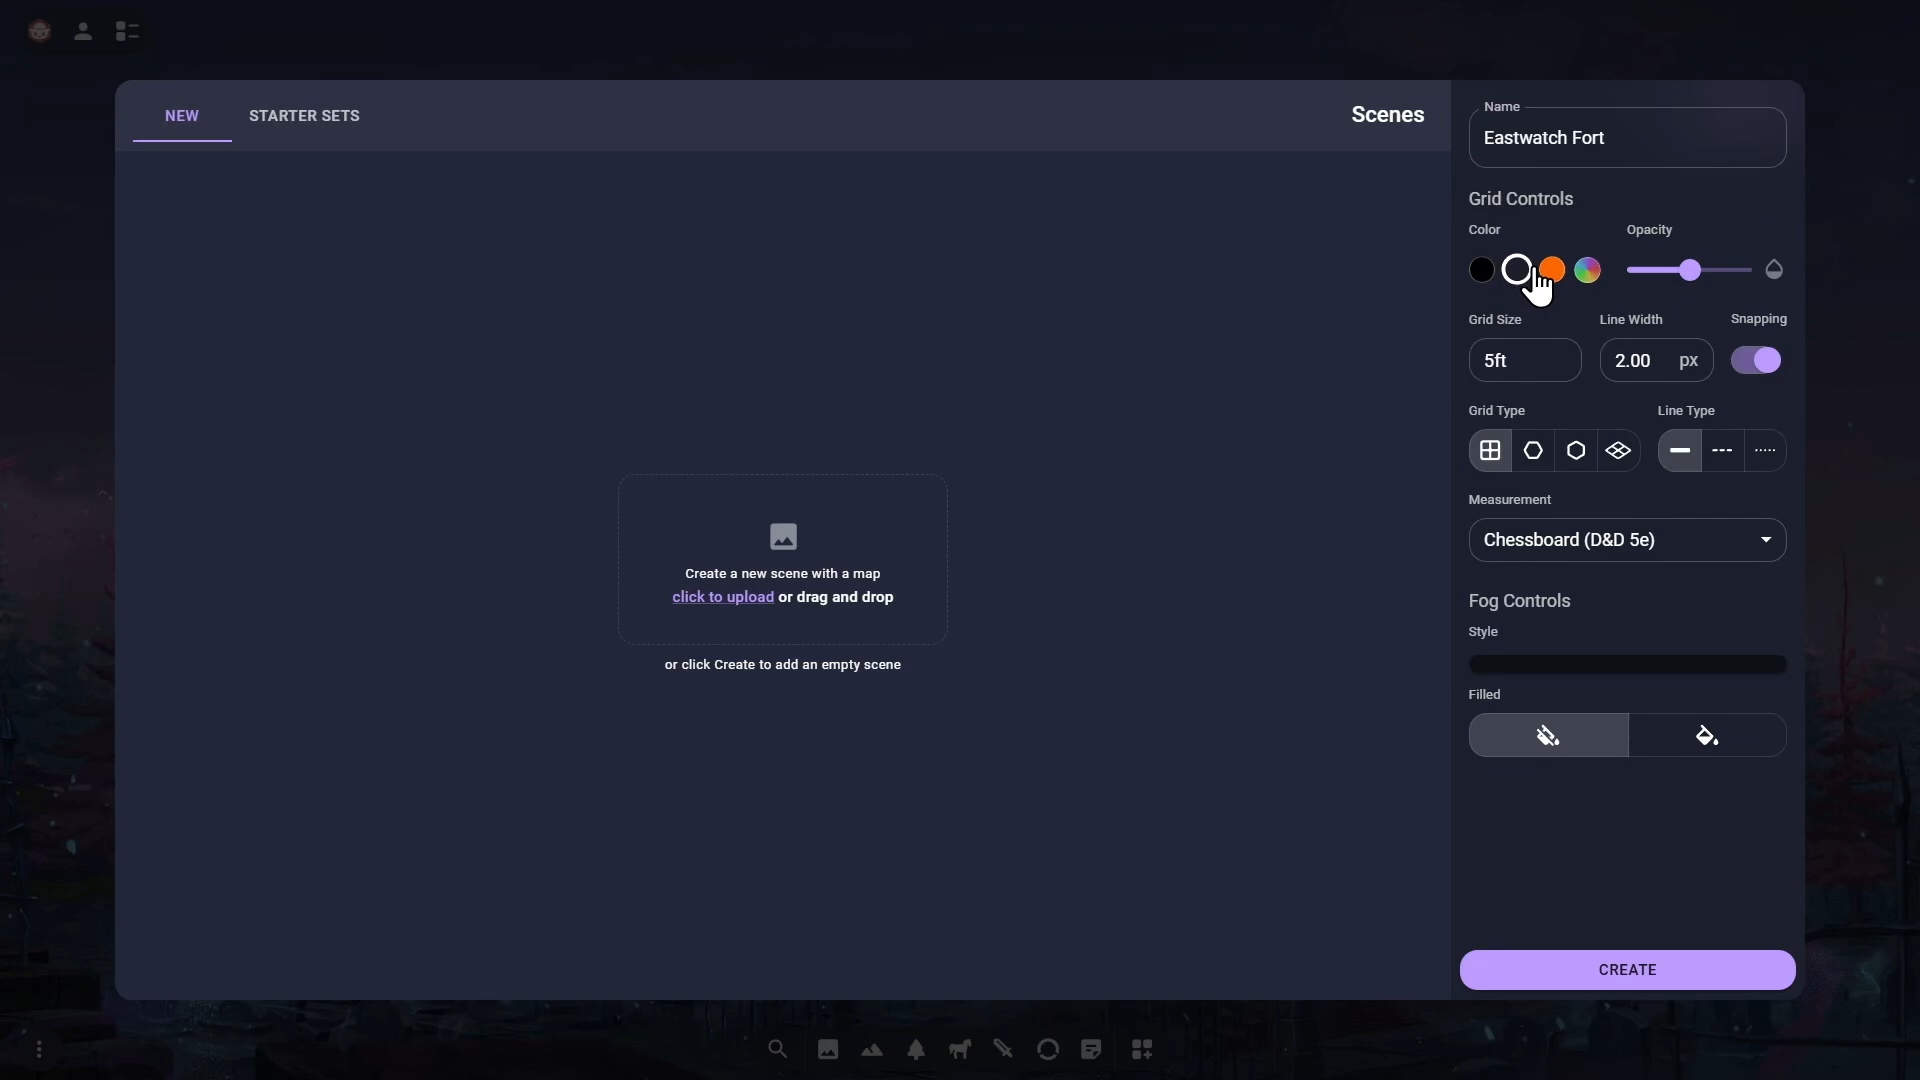 NEW
STARTER SETS
Scenes
Create a new scene with a map
click to upload or drag and drop
or click Create to add an empty scene
Name
Eastwatch Fort
Grid Controls
Color
Opacity
Grid Size
Line Width
Snapping
5ft
2.00 px
Grid Type
Line Type
Measurement
Chessboard (D&D 5e)
Fog Controls
Style
Filled
CREATE